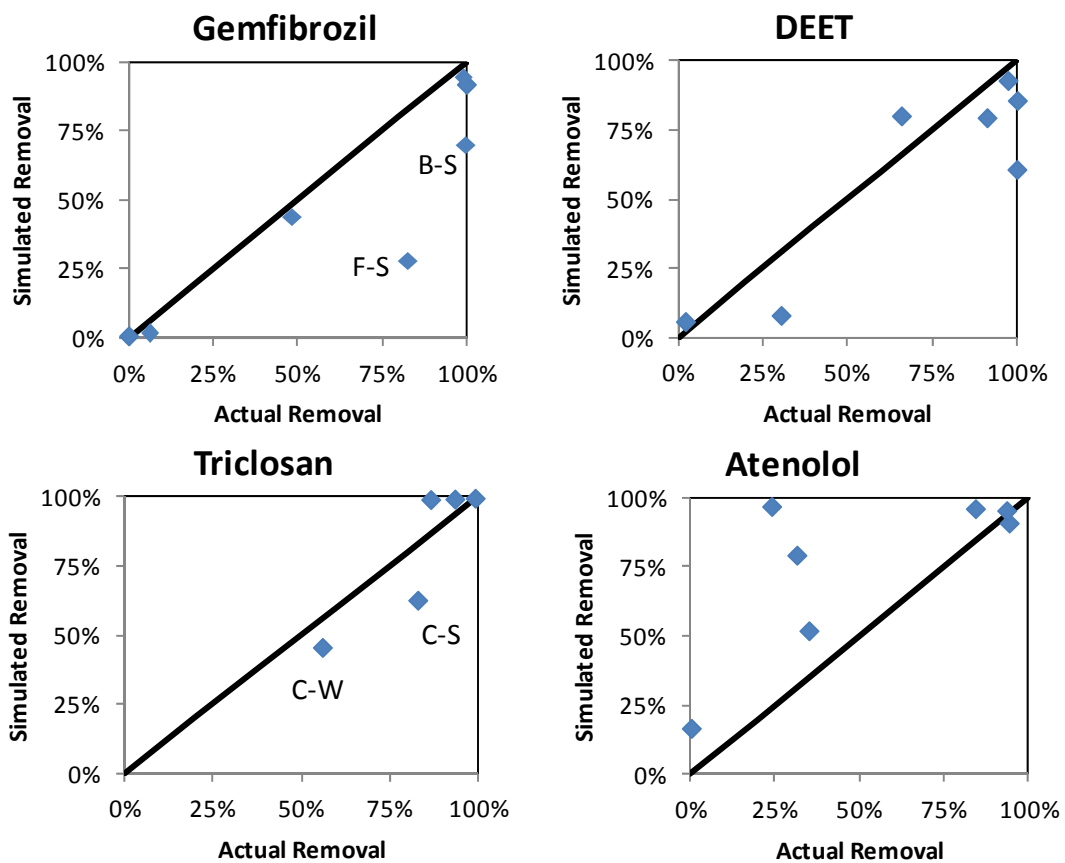 Gemfibrozil
100%
75%
50%
25%
0%
Simulated Removal
B-S
F-S
0% 25% 50% 75% 100%
Actual Removal
DEET
100%
75%
50%
25%
0%
Simulated Removal
0% 25% 50% 75% 100%
Actual Removal
Triclosan
100%
75%
50%
25%
0%
Simulated Removal
C-S
C-W
0% 25% 50% 75% 100%
Actual Removal
Atenolol
100%
75%
50%
25%
0%
Simulated Removal
0% 25% 50% 75% 100%
Actual Removal